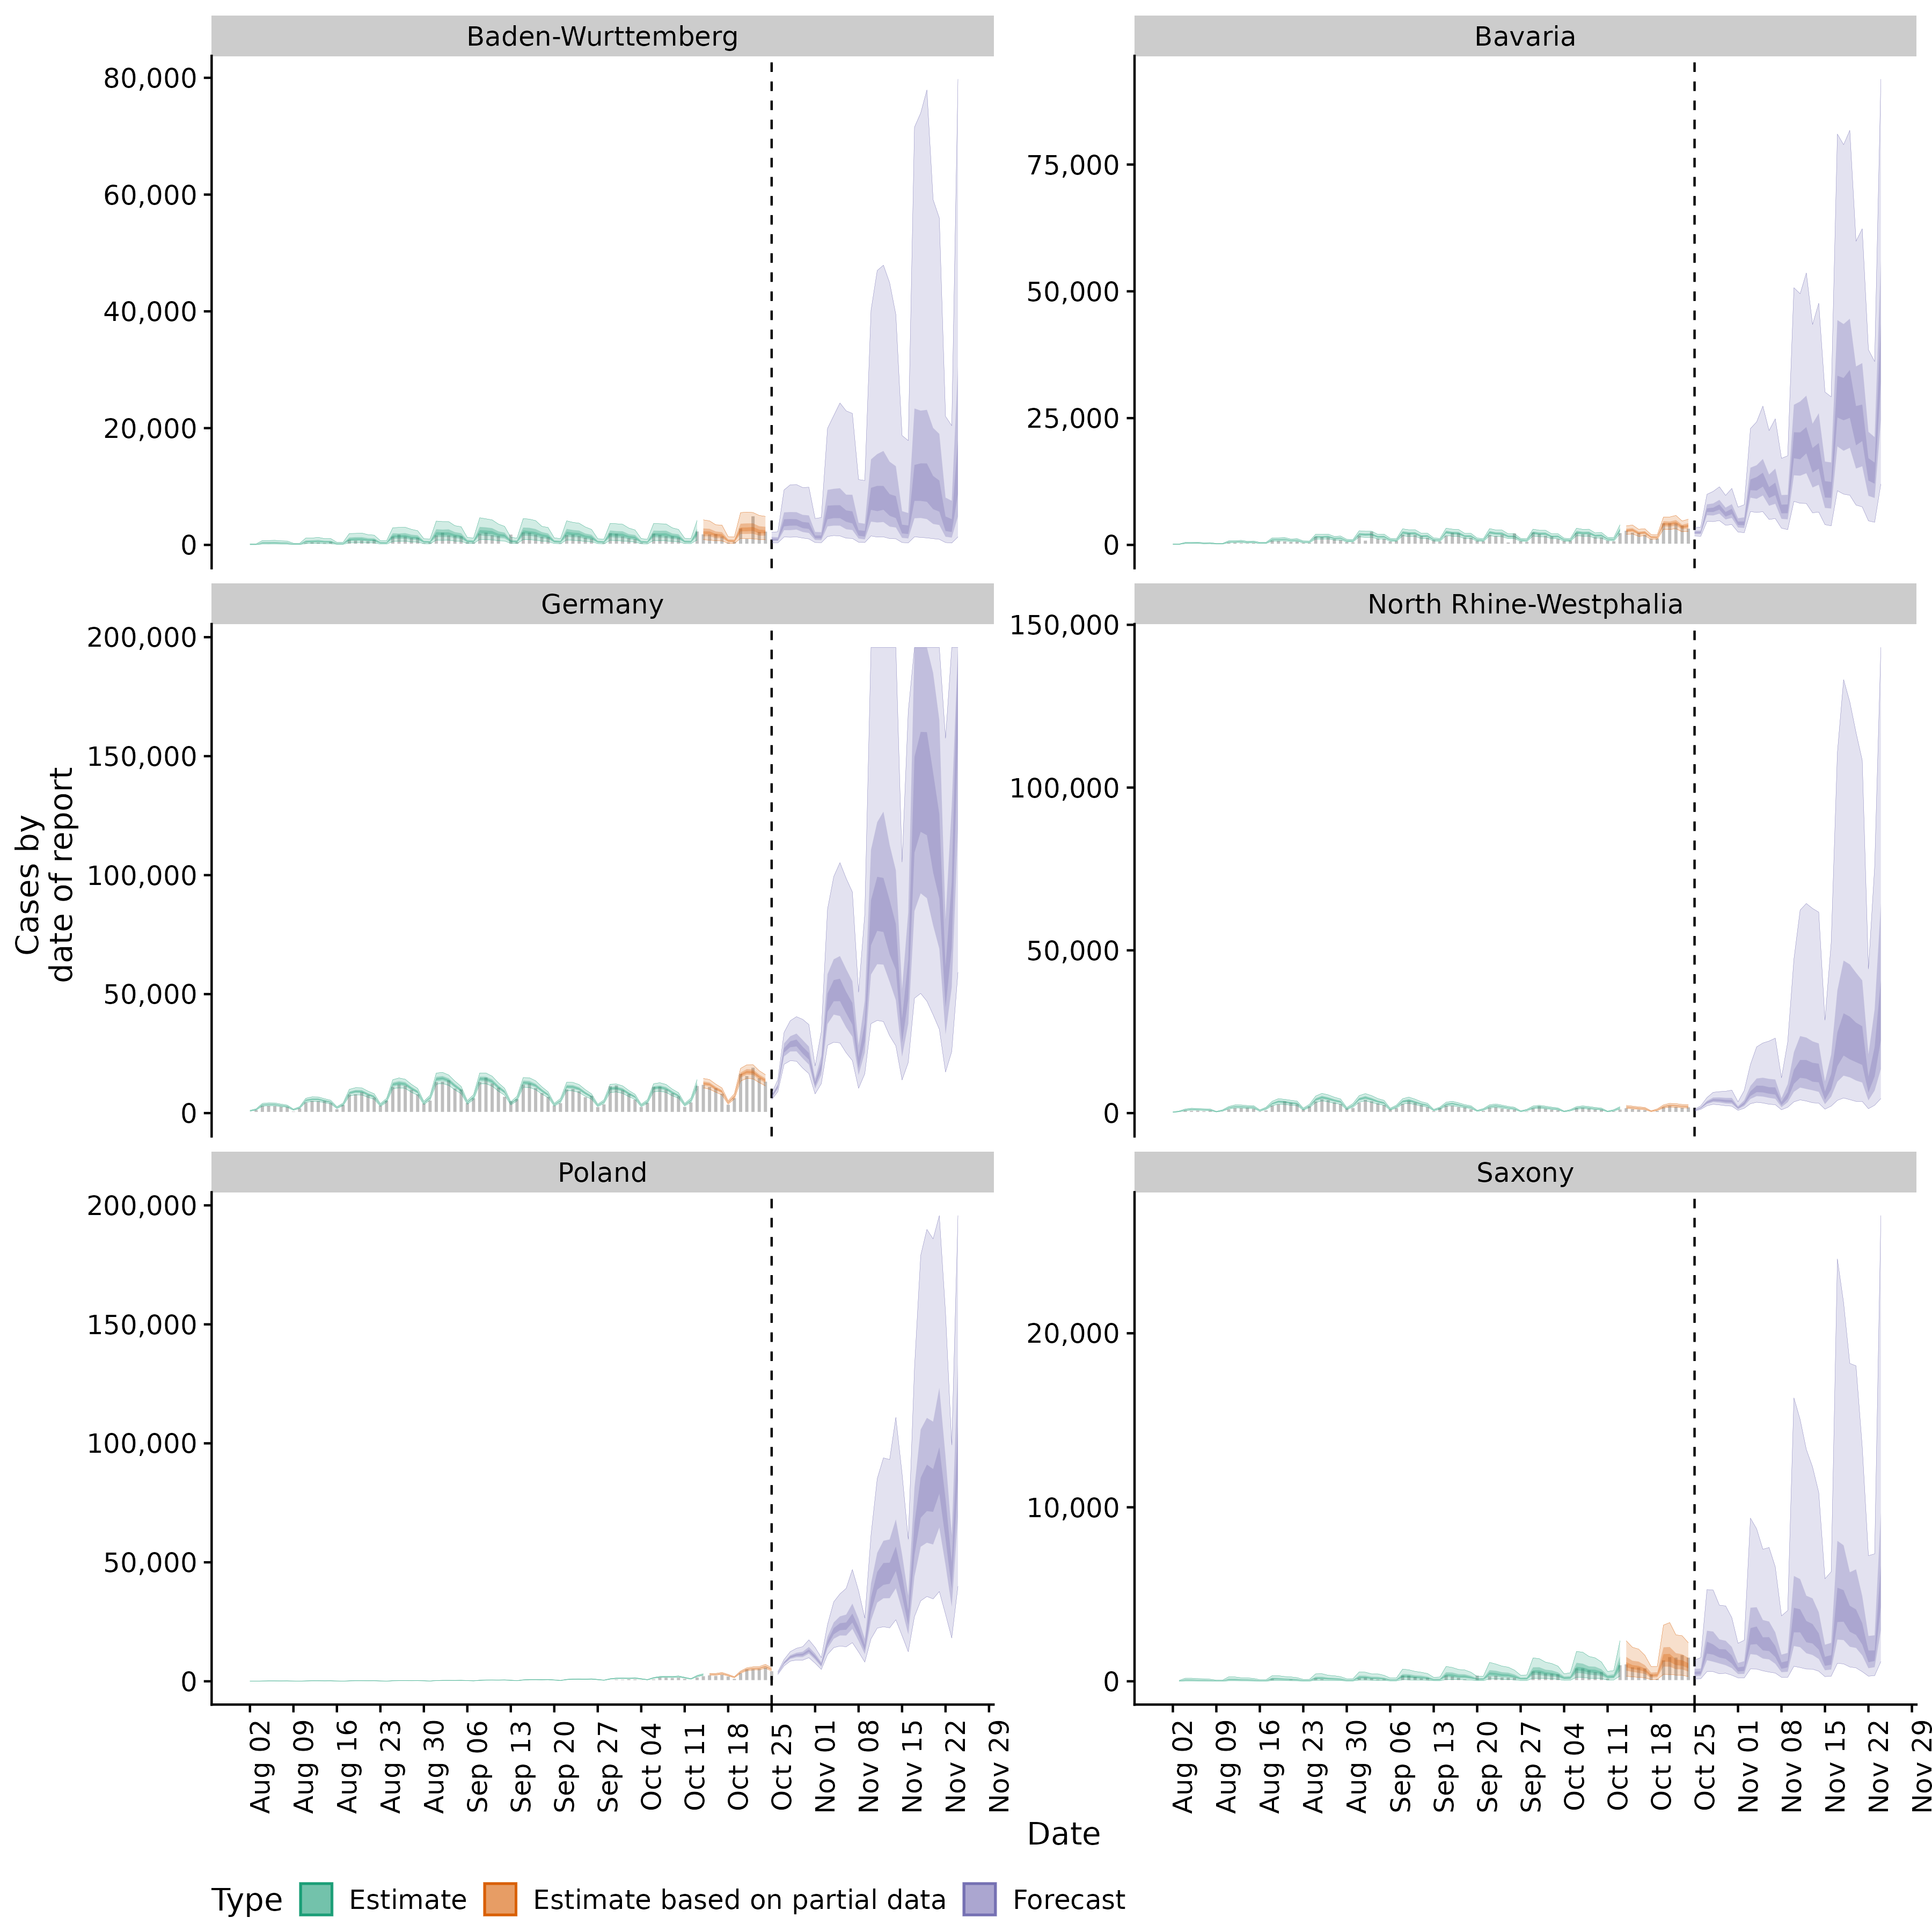 Baden-Wurttemberg
Bavaria
80,000
60,000
40,000
20,000
0
75,000
50,000
25,000
0
Germany
North Rhine-Westphalia
200,000
150,000
100,000
50,000
0
150,000
100,000
50,000
0
Poland
Saxony
200,000
150,000
100,000
50,000
0
20,000
10,000
0
Cases by
date of report
Aug 02
Aug 09
Aug 16
Aug 23
Aug 30
Sep 06
Sep 13
Sep 20
Sep 27
Oct 04
Oct 11
Oct 18
Oct 25
Nov 01
Nov 08
Nov 15
Nov 22
Nov 29
Aug 02
Aug 09
Aug 16
Aug 23
Aug 30
Sep 06
Sep 13
Sep 20
Sep 27
Oct 04
Oct 11
Oct 18
Oct 25
Nov 01
Nov 08
Nov 15
Nov 22
Nov 29
Date
Type Estimate Estimate based on partial data Forecast